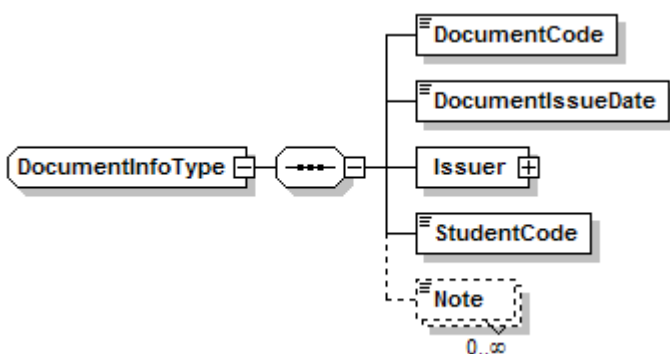 DocumentCode
DocumentIssueDate
DocumentInfoType
Issuer
StudentCode
Note
0..∞